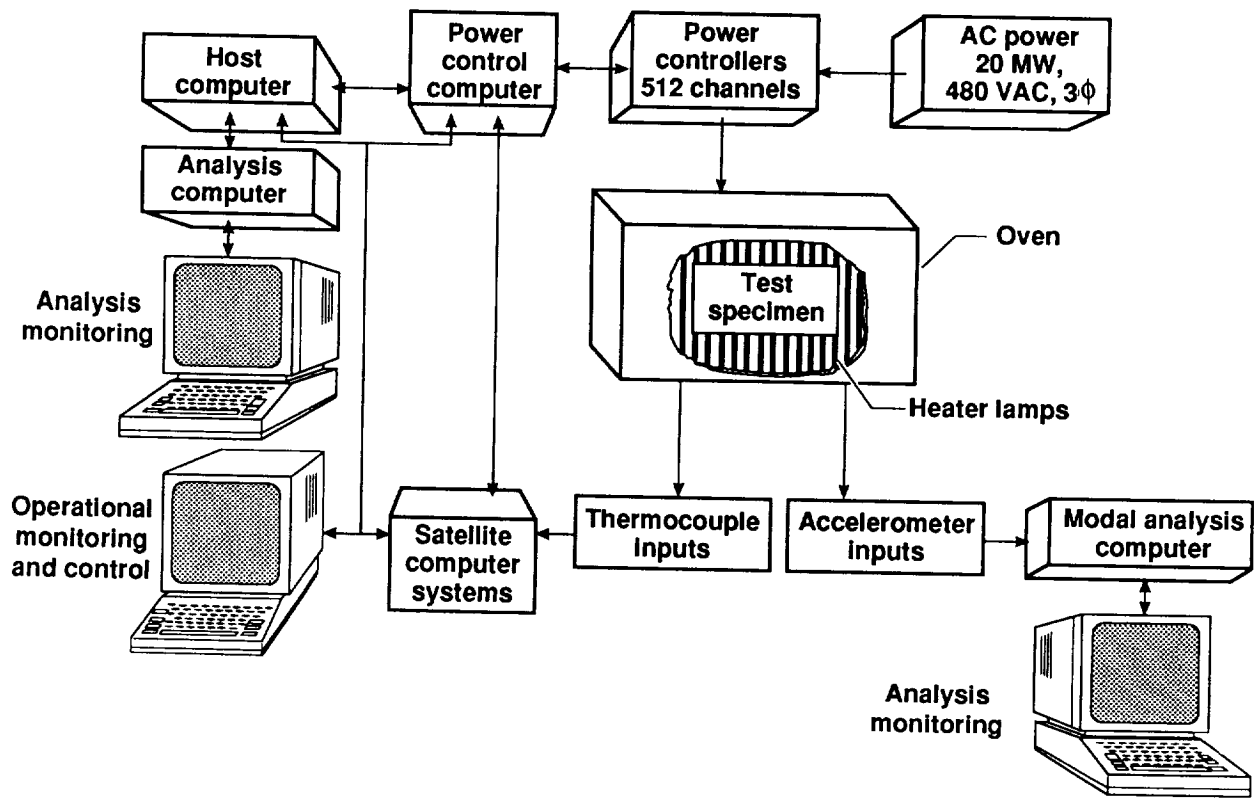 Host
computer
Power
control
computer
Power
controllers
512 channels
AC power
20 MW,
480 VAC, 3ϕ
Analysis
computer
Oven
Test
specimen
Analysis
monitoring
Heater lamps
Operational
monitoring
and control
Satellite
computer
systems
Thermocouple
inputs
Accelerometer
inputs
Modal analysis
computer
Analysis
monitoring